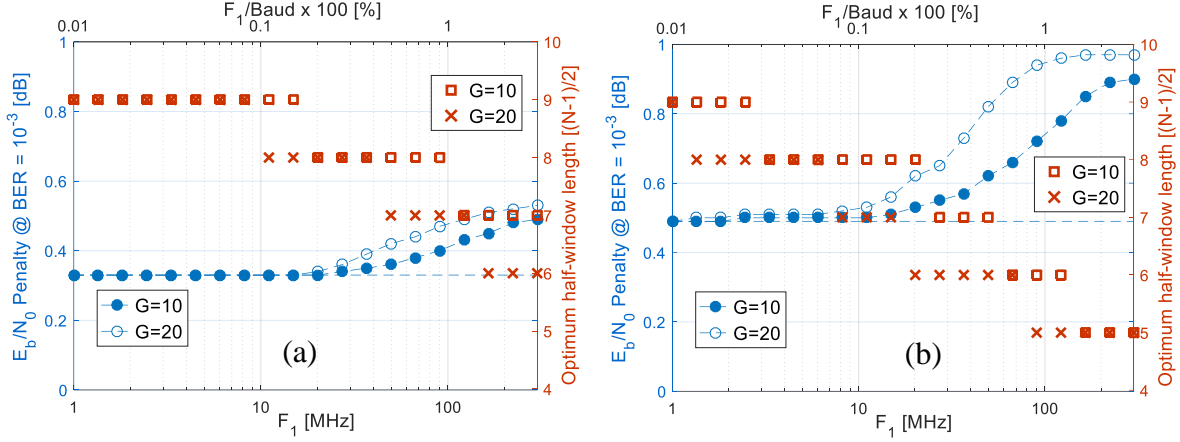 F1/Baud x 100 [%]
0.01 0.1 1
Eb/N0 Penalty @ BER = 10-3 [dB]
1
0.8
0.6
0.4
0.2
0
10
9
8
7
6
5
4
Optimum half-window length [(N-1)/2]
G=10
G=20
G=10
G=20
(a)
1 10 100
F1 [MHz]
F1/Baud x 100 [%]
0.01 0.1 1
Eb/N0 Penalty @ BER = 10-3 [dB]
1
0.8
0.6
0.4
0.2
0
10
9
8
7
6
5
4
Optimum half-window length [(N-1)/2]
G=10
G=20
G=10
G=20
(b)
1 10 100
F1 [MHz]